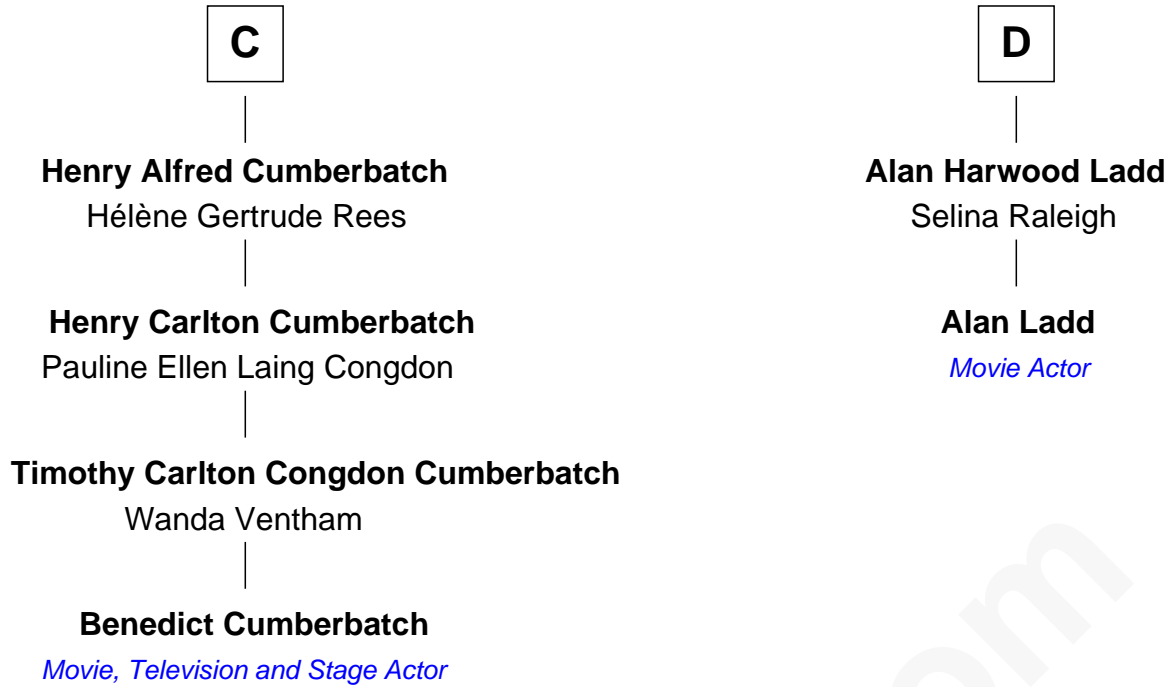 C
Henry Alfred Cumberbatch
Hélène Gertrude Rees
Henry Carlton Cumberbatch
Pauline Ellen Laing Congdon
Timothy Carlton Congdon Cumberbatch
Wanda Ventham
Benedict Cumberbatch
Movie, Television and Stage Actor
D
Alan Harwood Ladd
Selina Raleigh
Alan Ladd
Movie Actor
om